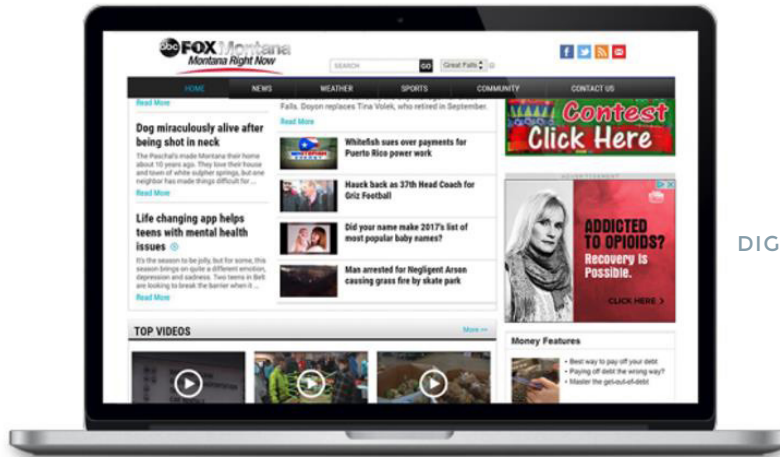 abc FOX Montana
Montana Right Now
SEARCH
GO
Great Falls
HOME
NEWS
WEATHER
SPORTS
COMMUNITY
CONTACT US
Read More
Dog miraculously alive after
being shot in neck
The Paschal's made Montana their home
about 10 years ago. They love their house
and town of white sulpher springs, but one
neighbor has made things difficult for ...
Read More
Life changing app helps
teens with mental health
issues
It's the season to be jolly, but for some, this
season brings on quite a different emotion,
depression and sadness. Two teens in Belt
are looking to break the barrier when it ...
Read More
Falls. Doyon replaces Tina Volek, who retired in September.
Read More
Whitefish sues over payments for
Puerto Rico power work
Hauck back as 37th Head Coach for
Griz Football
Did your name make 2017's list of
most popular baby names?
Man arrested for Negligent Arson
causing grass fire by skate park
Contest
Click Here
ADVERTISEMENT
ADDICTED
TO OPIOIDS?
Recovery Is
Possible.
CLICK HERE >
TOP VIDEOS
More >>
Money Features
• Best way to pay off your debt
• Paying off debt the wrong way?
• Master the get-out-of-debt
DIG